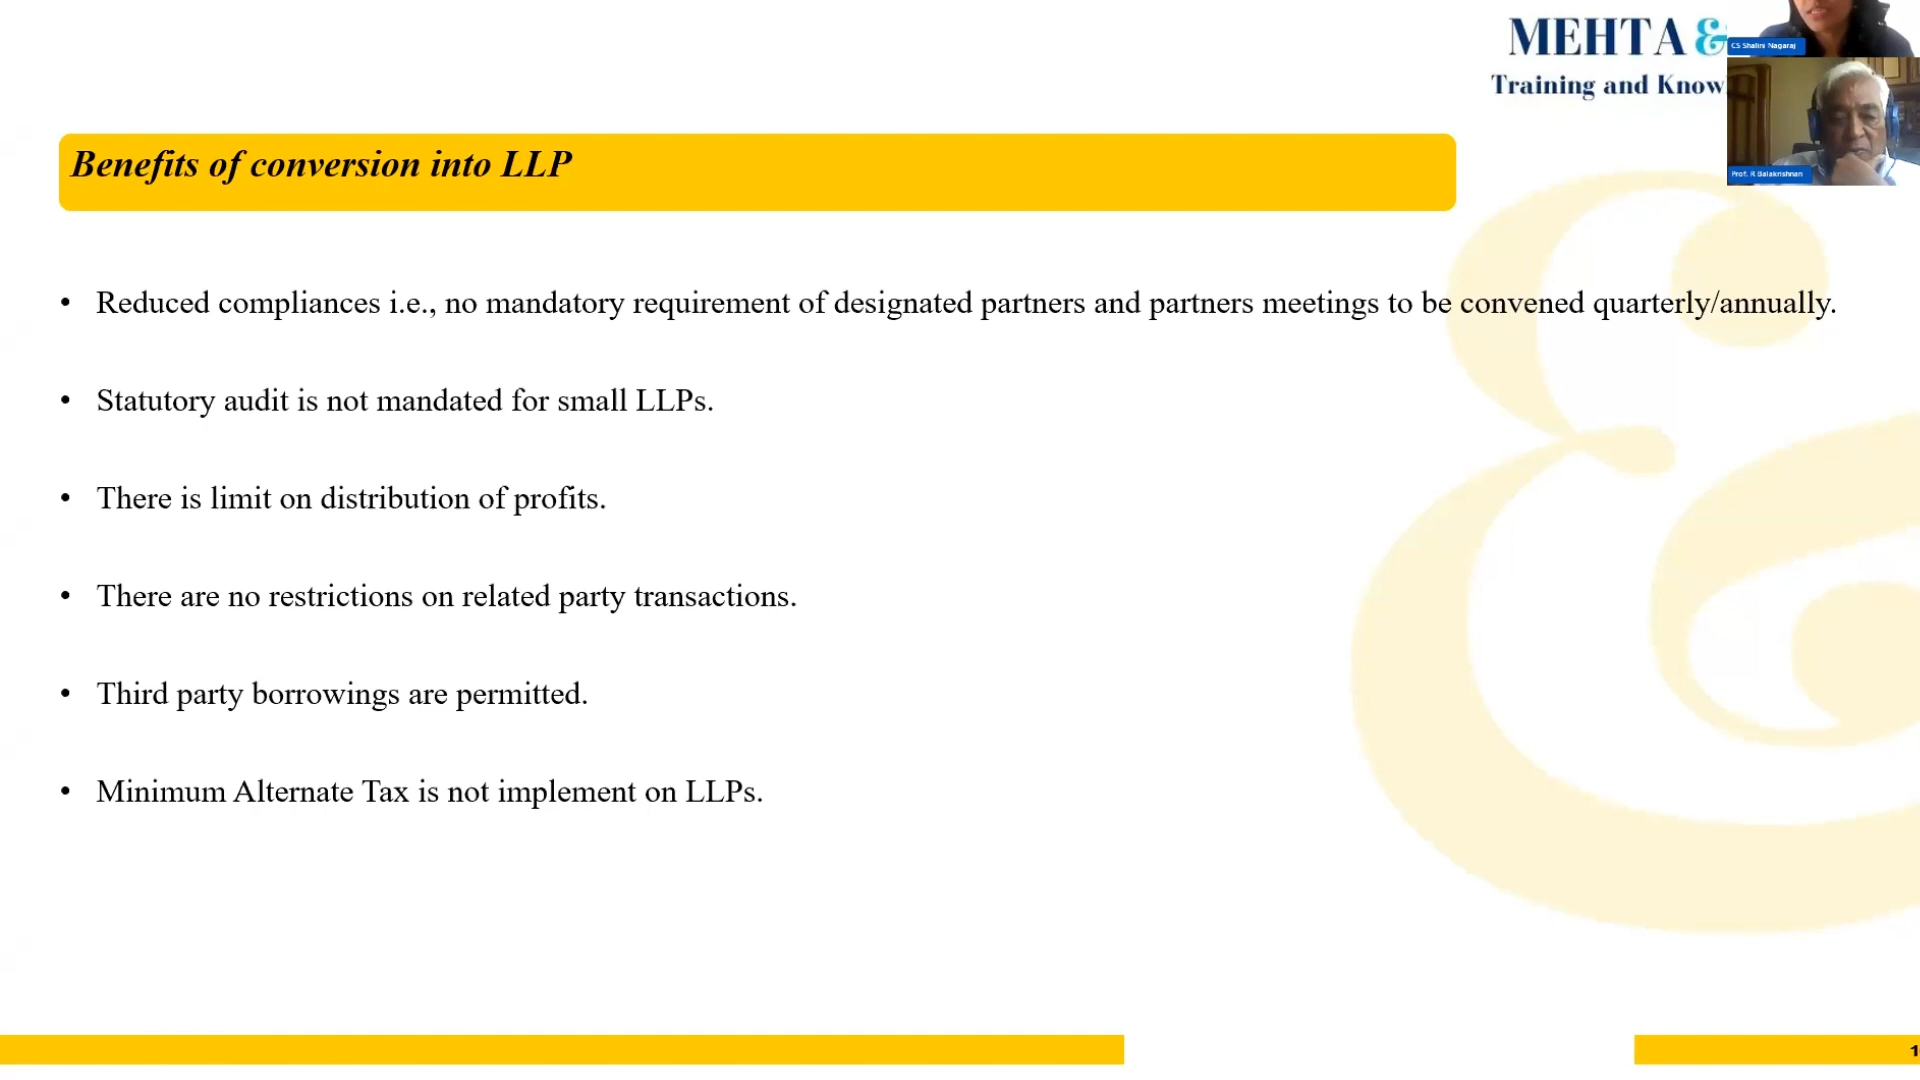 MEHTA &
Training and Know
CS Shalini Nagaraj
Prof. R Balakrishnan
Benefits of conversion into LLP
• Reduced compliances i.e., no mandatory requirement of designated partners and partners meetings to be convened quarterly/annually.
• Statutory audit is not mandated for small LLPs.
• There is limit on distribution of profits.
• There are no restrictions on related party transactions.
• Third party borrowings are permitted.
• Minimum Alternate Tax is not implement on LLPs.